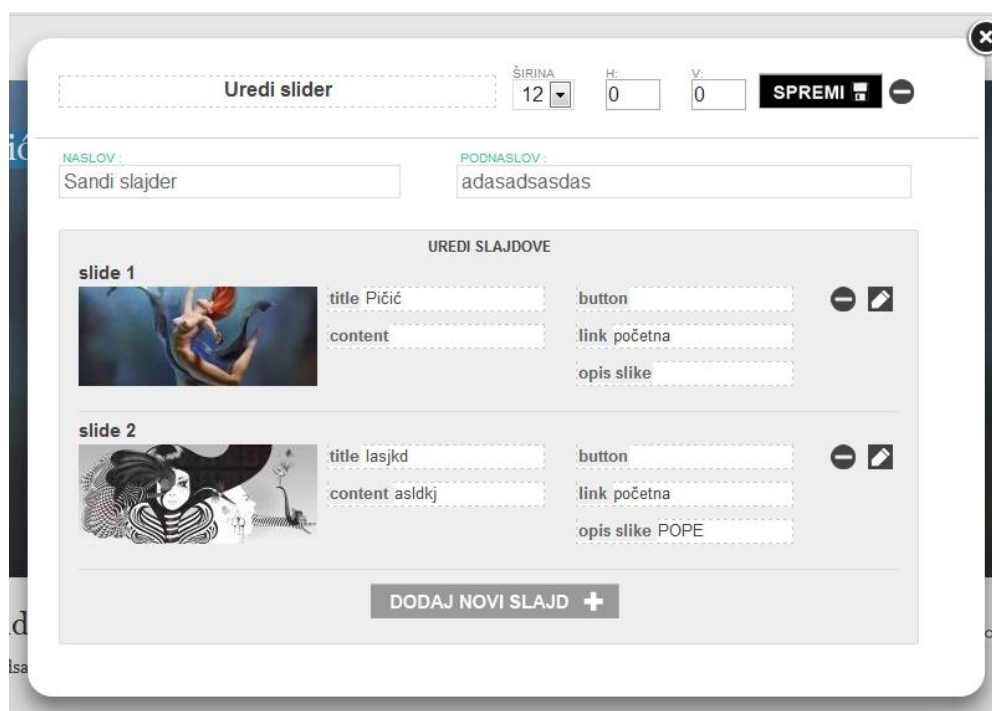 ŠIRINA H: V:
Uredi slider 12 0 0 SPREMI
NASLOV : PODNASLOV :
Sandi slajder adasadsasdas
UREDI SLAJDOVE
slide 1
title Pičić button
content link početna
opis slike
slide 2
title lasjkd button
content asldkj link početna
opis slike POPE
DODAJ NOVI SLAJD